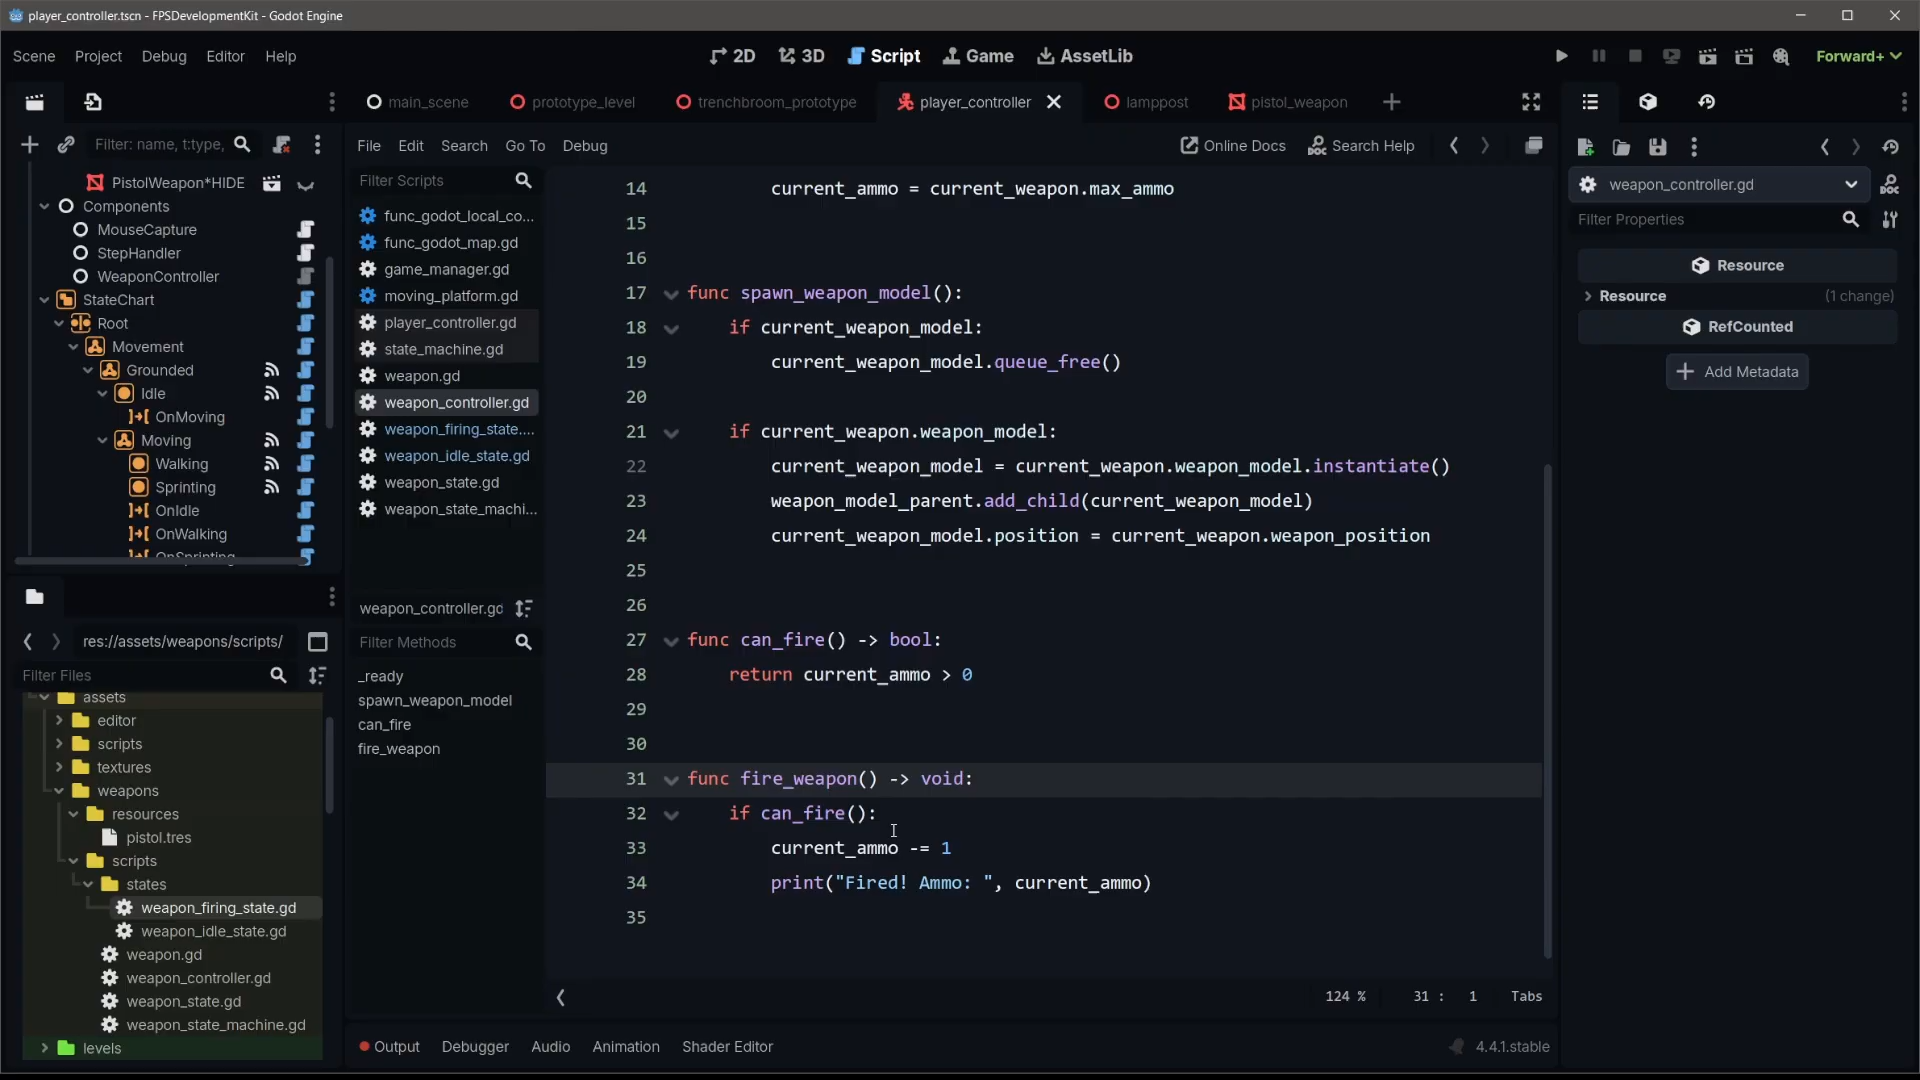 player_controller.tscn - FPSDevelopmentKit - Godot Engine
Scene Project Debug Editor Help
2D 3D Script Game AssetLib
Forward+
main_scene prototype_level trenchbroom_prototype player_controller lamppost pistol_weapon
Filter: name, t:type,
PistolWeapon*HIDE
Components
MouseCapture
StepHandler
WeaponController
StateChart
Root
Movement
Grounded
Idle
OnMoving
Moving
Walking
Sprinting
OnIdle
OnWalking
OnSprinting
res://assets/weapons/scripts/
Filter Files
assets
editor
scripts
textures
weapons
resources
pistol.tres
scripts
states
weapon_firing_state.gd
weapon_idle_state.gd
weapon.gd
weapon_controller.gd
weapon_state.gd
weapon_state_machine.gd
levels
File Edit Search Go To Debug
Online Docs Search Help
Filter Scripts
func_godot_local_co...
func_godot_map.gd
game_manager.gd
moving_platform.gd
player_controller.gd
state_machine.gd
weapon.gd
weapon_controller.gd
weapon_firing_state....
weapon_idle_state.gd
weapon_state.gd
weapon_state_machi...
weapon_controller.gd
Filter Methods
_ready
spawn_weapon_model
can_fire
fire_weapon
14 current_ammo = current_weapon.max_ammo
15
16
17 func spawn_weapon_model():
18 if current_weapon_model:
19 current_weapon_model.queue_free()
20
21 if current_weapon.weapon_model:
22 current_weapon_model = current_weapon.weapon_model.instantiate()
23 weapon_model_parent.add_child(current_weapon_model)
24 current_weapon_model.position = current_weapon.weapon_position
25
26
27 func can_fire() -> bool:
28 return current_ammo > 0
29
30
31 func fire_weapon() -> void:
32 if can_fire():
33 current_ammo -= 1
34 print("Fired! Ammo: ", current_ammo)
35
124 % 31 : 1 Tabs
Output Debugger Audio Animation Shader Editor
4.4.1.stable
weapon_controller.gd
Filter Properties
Resource
Resource (1 change)
RefCounted
Add Metadata